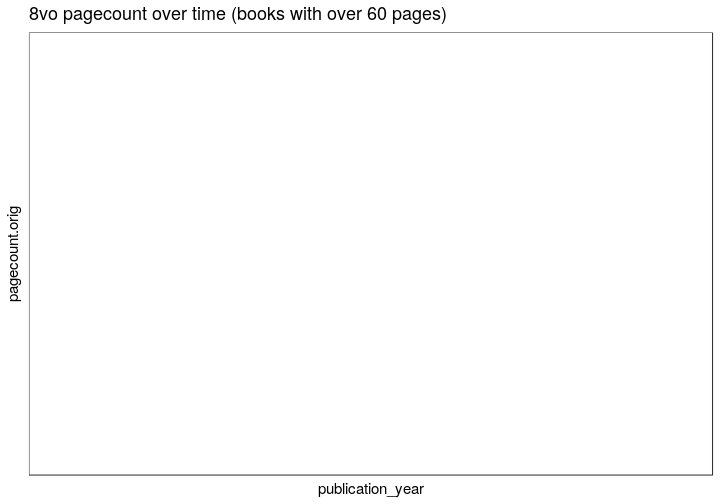 8vo pagecount over time (books with over 60 pages)
pagecount.orig
publication_year